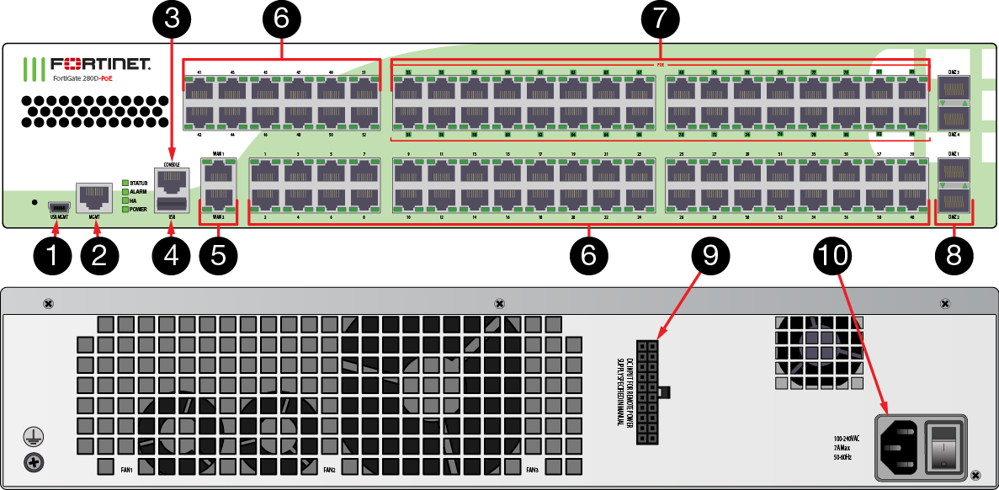 3
6
7
FORTINET
FortiGate 280D-PoE
POE
41 43 45 47 49 51
DMZ 3
42 44 46 48 50 52
DMZ 4
CONSOLE
WAN 1
1 3 5 7
9 11 13 15 17 19 21 23
25 27 29 31 33 35 37 39
DMZ 1
STATUS
ALARM
HA
POWER
USB MGMT
MGMT
USB
WAN 2
2 4 6 8
10 12 14 16 18 20 22 24
26 28 30 32 34 36 38 40
DMZ 2
1
2
4
5
6
9
10
8
DC INPUT FOR REMOTE POWER
SUPPLY SPECIFIED IN MANUAL
100-240VAC
7A Max
50-60Hz
FAN1
FAN2
FAN3